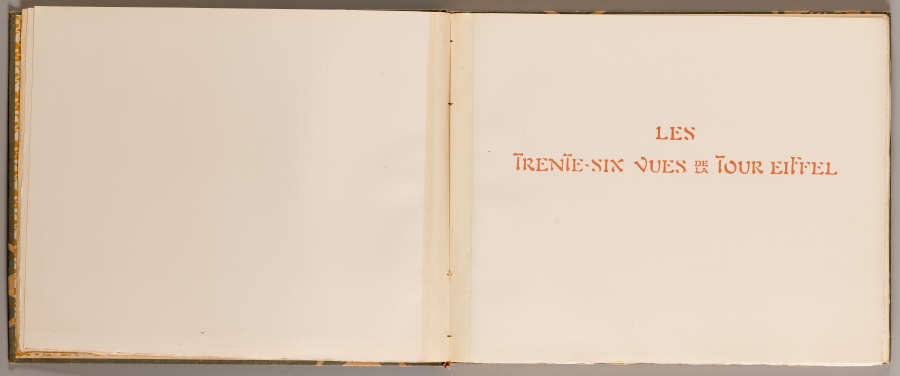 LES
TRENTE-SIX VUES DE LA TOUR EIFFEL